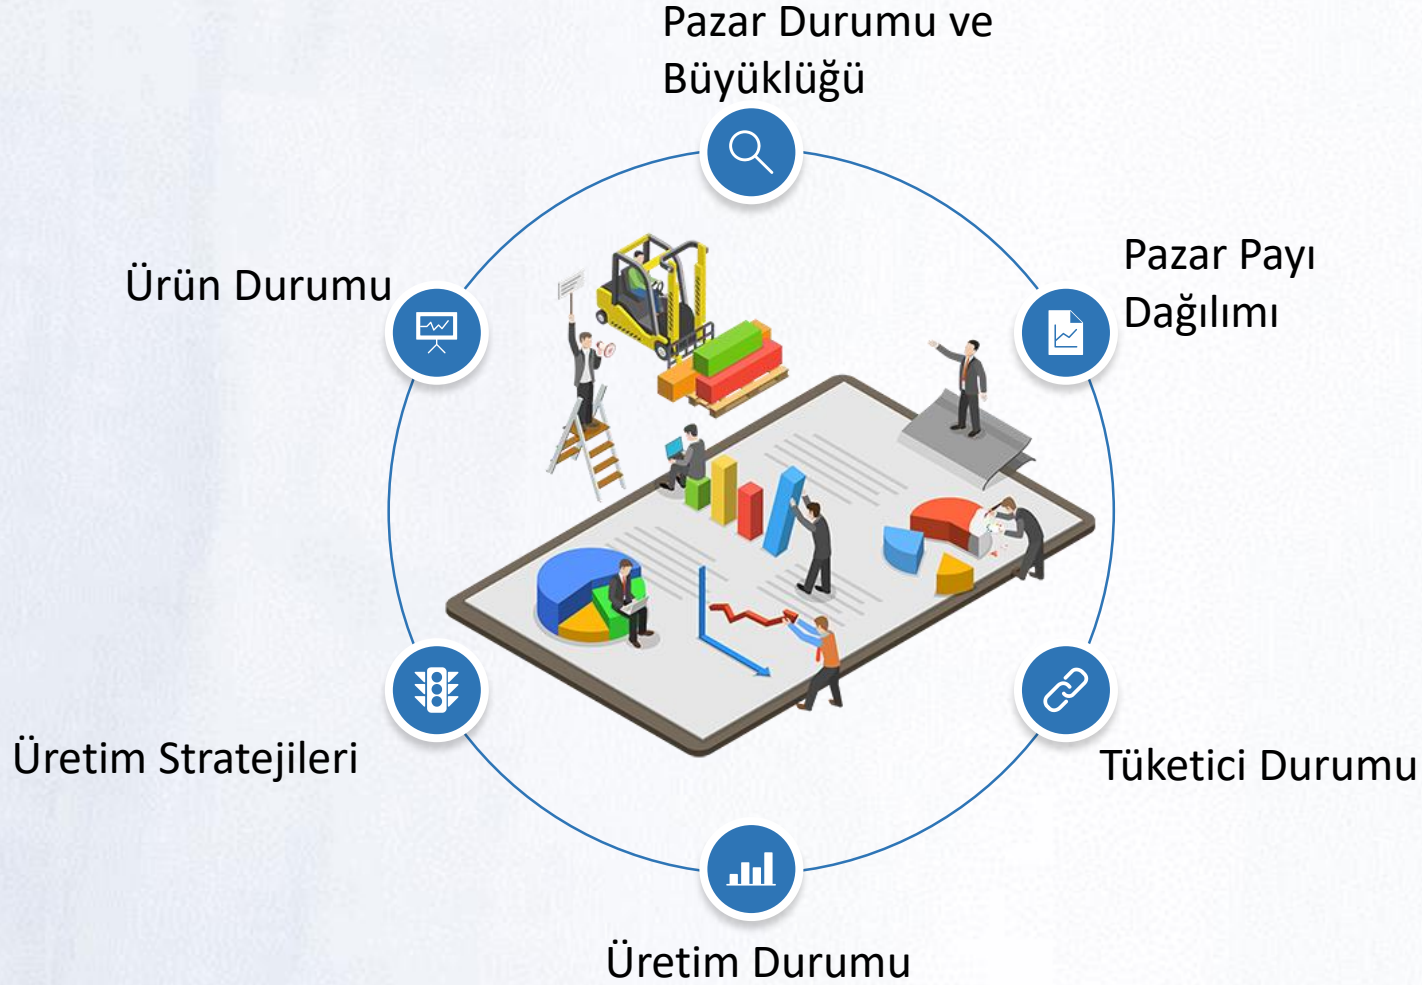 Pazar Durumu ve
Büyüklüğü
Pazar Payı
Dağılımı
Ürün Durumu
Üretim Stratejileri
Tüketici Durumu
Üretim Durumu